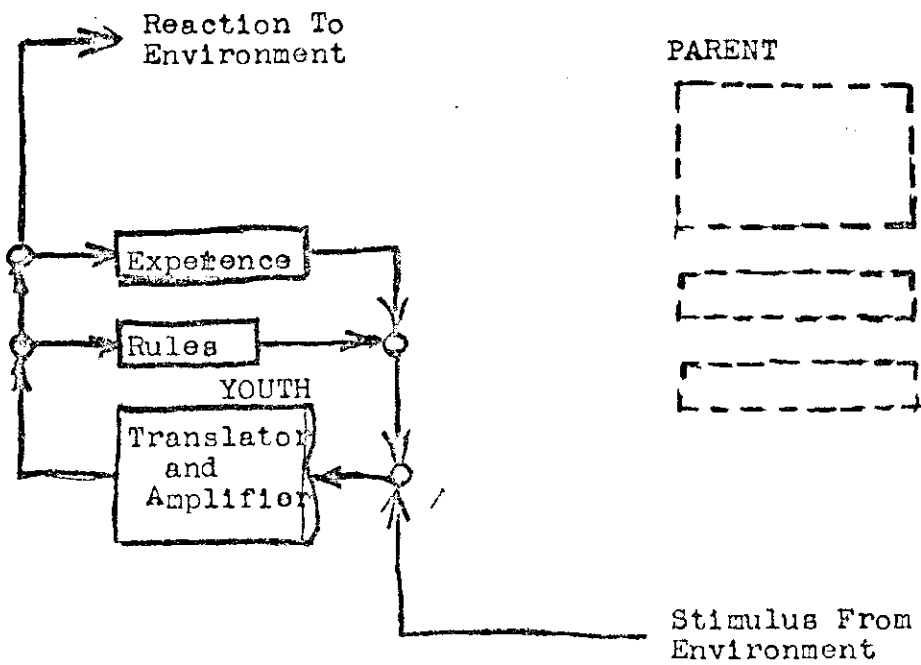 Reaction To
Environment
PARENT
Experence
Rules
YOUTH
Translator
and
Amplifier
Stimulus From
Environment